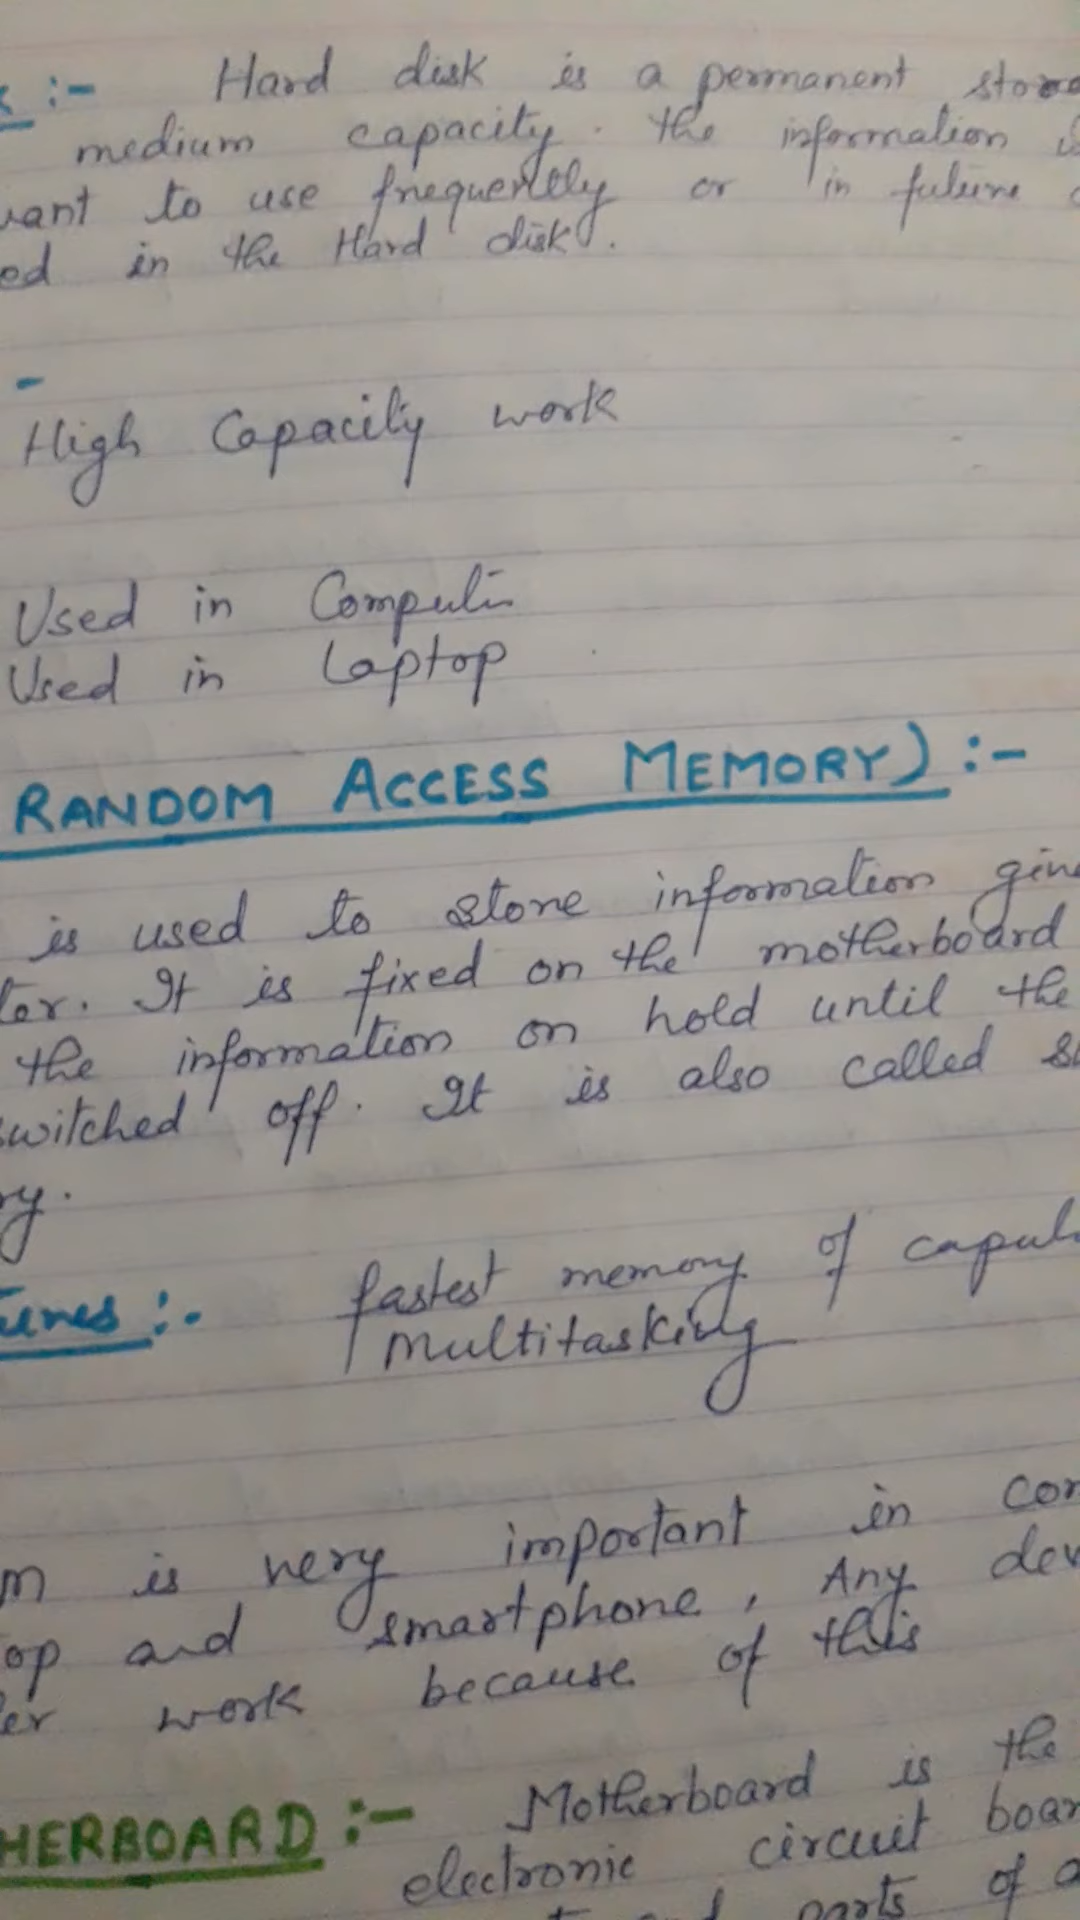 :- Hard disk is a permanent
medium capacity. the information
to use frequently or in future
in the Hard disk.
-
High Capacity work
Used in
Used in Laptop
RANDOM ACCESS MEMORY) :-
is used to store information
It is fixed on the motherboard
the information on hold until the
switched off. It is also called
:- fastest memory of
multitasking
is very important in
and smartphone, Any
work because of this
HERBOARD :- Motherboard is the
electronic circuit
parts of